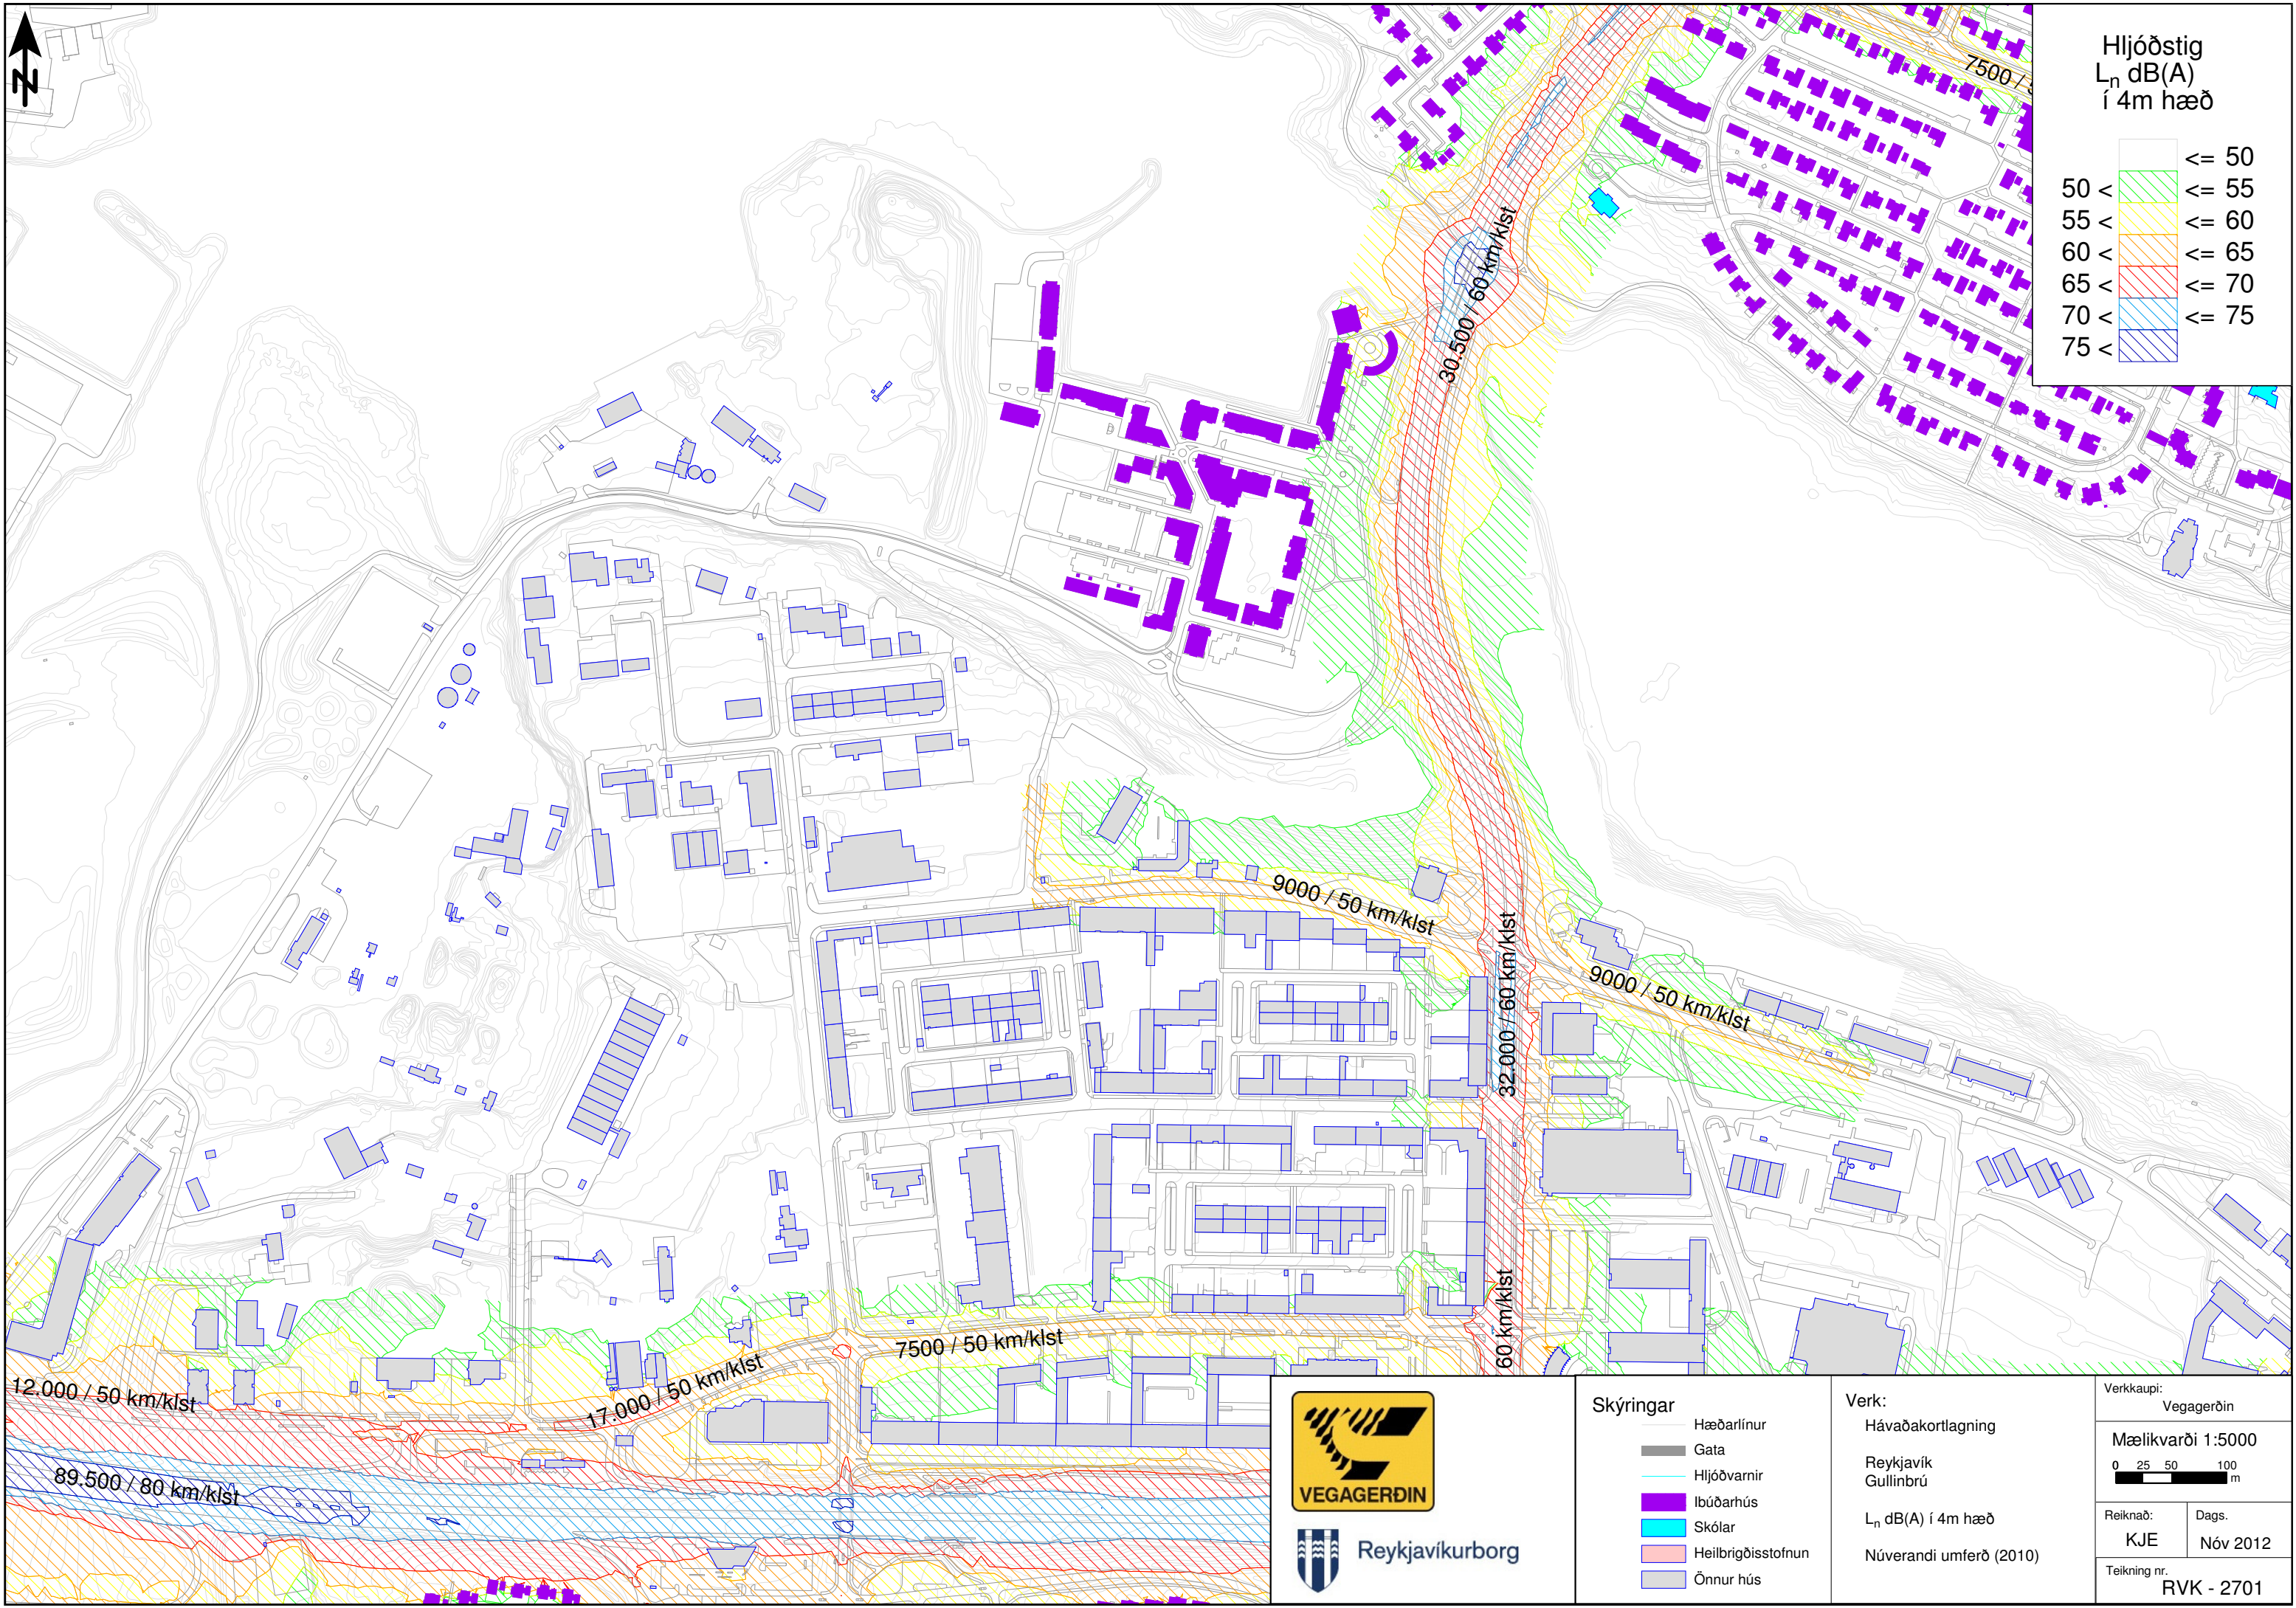 N
Hljóðstig
Ln dB(A)
í 4m hæð
<= 50
50 < <= 55
55 < <= 60
60 < <= 65
65 < <= 70
70 < <= 75
75 <
7500 / 5
30.500 / 60 km/klst
9000 / 50 km/klst
32.000 / 60 km/klst
9000 / 50 km/klst
60 km/klst
7500 / 50 km/klst
17.000 / 50 km/klst
12.000 / 50 km/klst
89.500 / 80 km/klst
VEGAGERÐIN
Reykjavíkurborg
Skýringar
Hæðarlínur
Gata
Hljóðvarnir
Ibúðarhús
Skólar
Heilbrigðisstofnun
Önnur hús
Verk:
Hávaðakortlagning
Reykjavík
Gullinbrú
Ln dB(A) í 4m hæð
Núverandi umferð (2010)
Verkkaupi:
Vegagerðin
Mælikvarði 1:5000
0 25 50 100
m
Reiknað:
KJE
Dags.
Nóv 2012
Teikning nr.
RVK - 2701